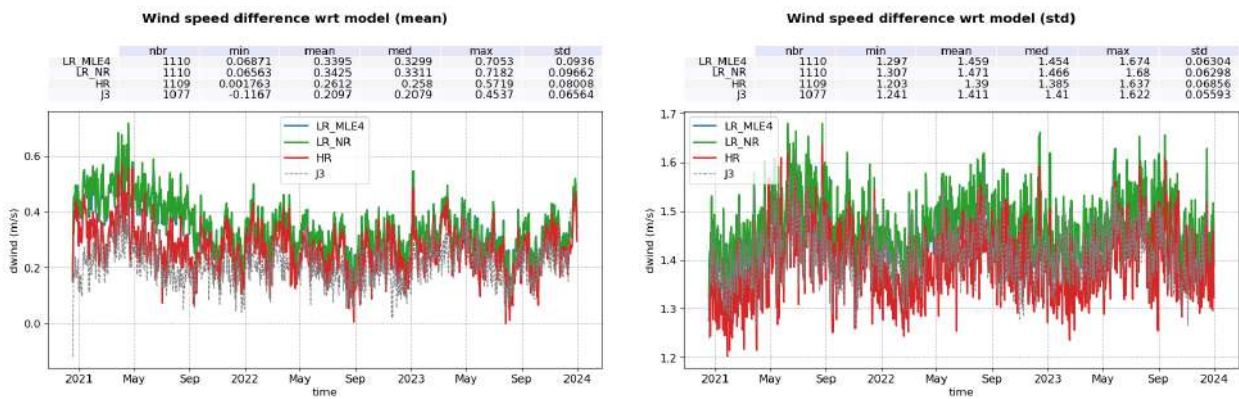 Wind speed difference wrt model (mean)
nbr min mean med max std
LR_MLE4 1110 0.06871 0.3395 0.3299 0.7053 0.0936
LR_NR 1110 0.06563 0.3425 0.3311 0.7182 0.09662
HR 1109 0.001763 0.2612 0.258 0.5719 0.08008
J3 1077 -0.1167 0.2097 0.2079 0.4537 0.06564
LR_MLE4
LR_NR
HR
J3
0.6
0.4
0.2
0.0
dwind (m/s)
2021 May Sep 2022 May Sep 2023 May Sep 2024
time
Wind speed difference wrt model (std)
nbr min mean med max std
LR_MLE4 1110 1.297 1.459 1.454 1.674 0.06304
LR_NR 1110 1.307 1.471 1.466 1.68 0.06298
HR 1109 1.203 1.39 1.385 1.637 0.06856
J3 1077 1.241 1.411 1.41 1.622 0.05593
LR_MLE4
LR_NR
HR
J3
1.7
1.6
1.5
1.4
1.3
1.2
dwind (m/s)
2021 May Sep 2022 May Sep 2023 May Sep 2024
time